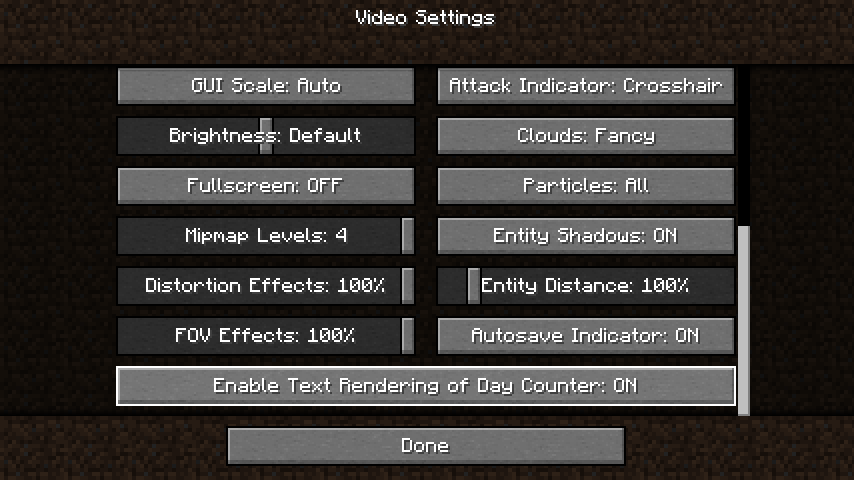 Video Settings
GUI Scale: Auto
Attack Indicator: Crosshair
Brightness: Default
Clouds: Fancy
Fullscreen: OFF
Particles: All
Mipmap Levels: 4
Entity Shadows: ON
Distortion Effects: 100%
Entity Distance: 100%
FOV Effects: 100%
Autosave Indicator: ON
Enable Text Rendering of Day Counter: ON
Done